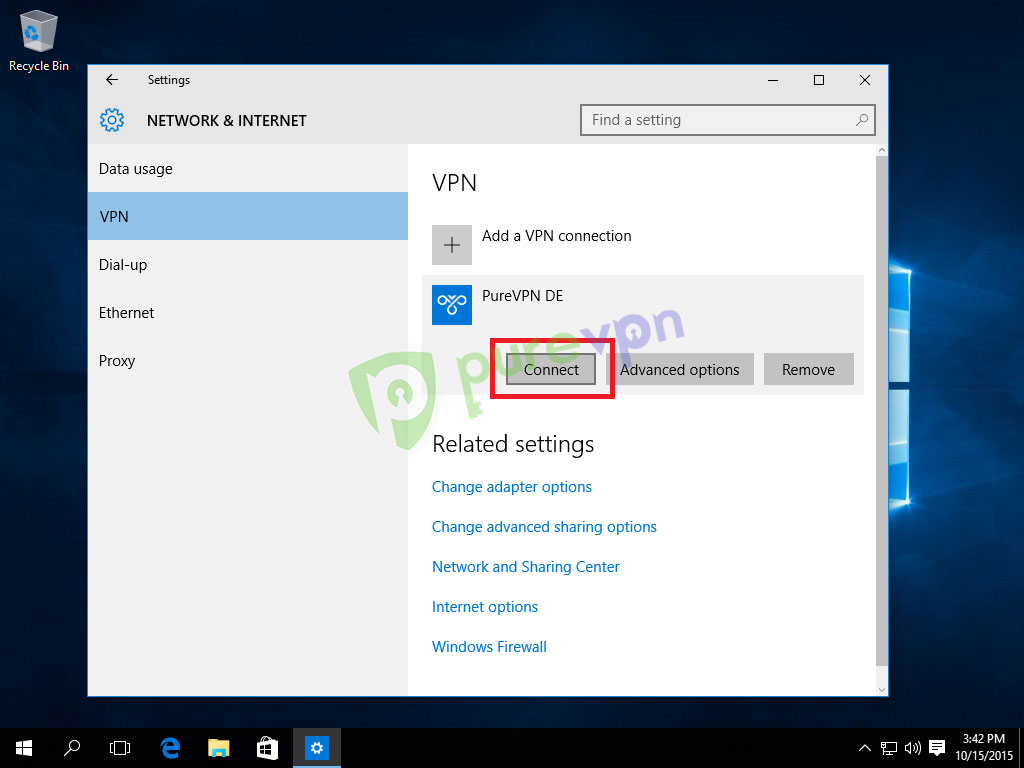 Recycle Bin
Settings
NETWORK & INTERNET
Find a setting
Data usage
VPN
Dial-up
Ethernet
Proxy
VPN
Add a VPN connection
PureVPN DE
purevpn
Connect Advanced options Remove
Related settings
Change adapter options
Change advanced sharing options
Network and Sharing Center
Internet options
Windows Firewall
3:42 PM
10/15/2015